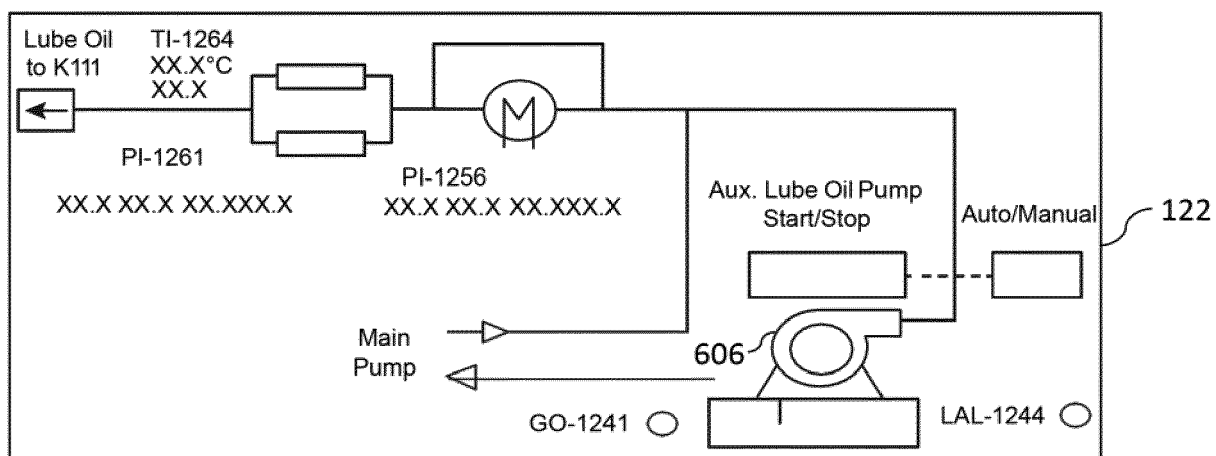 Lube Oil
to K111
TI-1264
XX.X°C
XX.X
PI-1261
XX.X XX.X XX.XXX.X
PI-1256
XX.X XX.X XX.XXX.X
Aux. Lube Oil Pump
Start/Stop
Auto/Manual
122
Main
Pump
606
GO-1241
LAL-1244